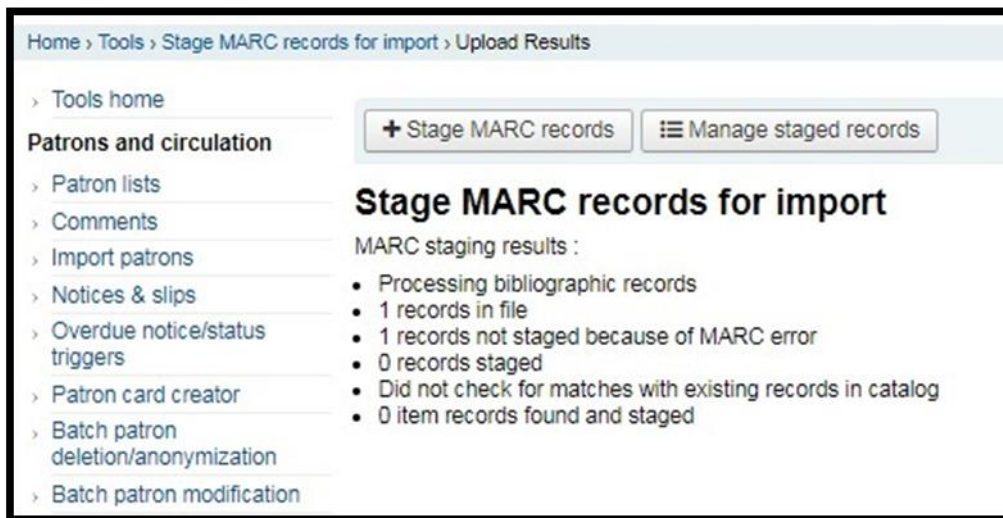 Home › Tools › Stage MARC records for import › Upload Results
› Tools home
Patrons and circulation
› Patron lists
› Comments
› Import patrons
› Notices & slips
› Overdue notice/status
triggers
› Patron card creator
› Batch patron
deletion/anonymization
› Batch patron modification
+ Stage MARC records
Manage staged records
Stage MARC records for import
MARC staging results :
• Processing bibliographic records
• 1 records in file
• 1 records not staged because of MARC error
• 0 records staged
• Did not check for matches with existing records in catalog
• 0 item records found and staged